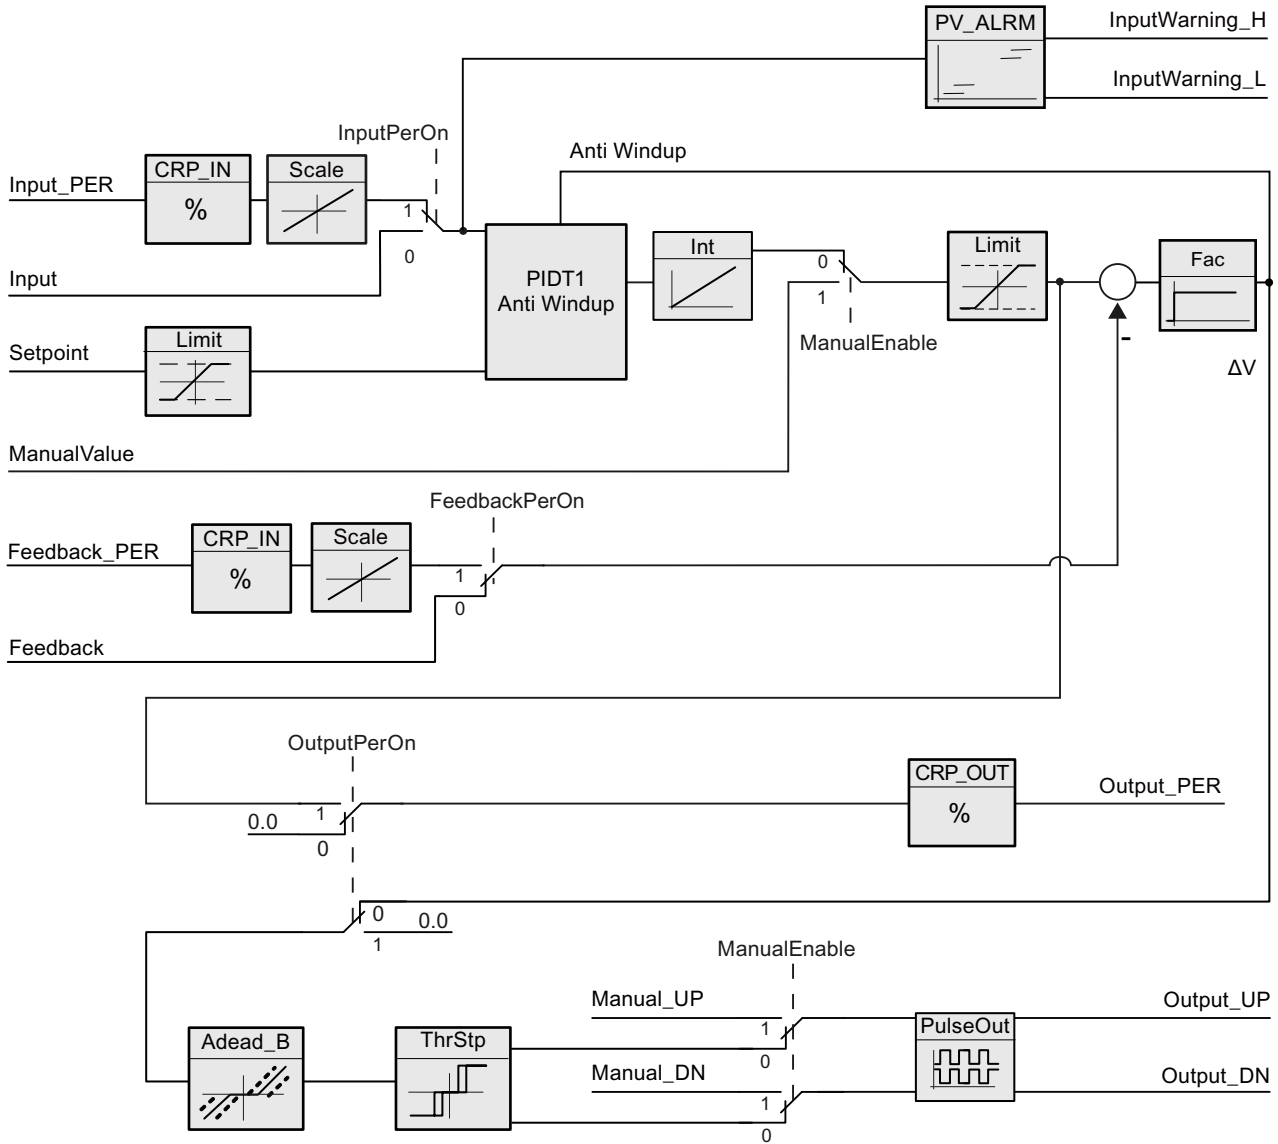 PV_ALRM
InputWarning_H
InputWarning_L
InputPerOn
Anti Windup
Input_PER
CRP_IN
%
Scale
1
0
Input
PIDT1
Anti Windup
Int
0
1
ManualEnable
Limit
Fac
-
ΔV
Setpoint
Limit
ManualValue
FeedbackPerOn
Feedback_PER
CRP_IN
%
Scale
1
0
Feedback
OutputPerOn
1
0.0
0
CRP_OUT
%
Output_PER
0
0.0
1
ManualEnable
Manual_UP
1
0
Manual_DN
1
0
PulseOut
Output_UP
Output_DN
Adead_B
ThrStp